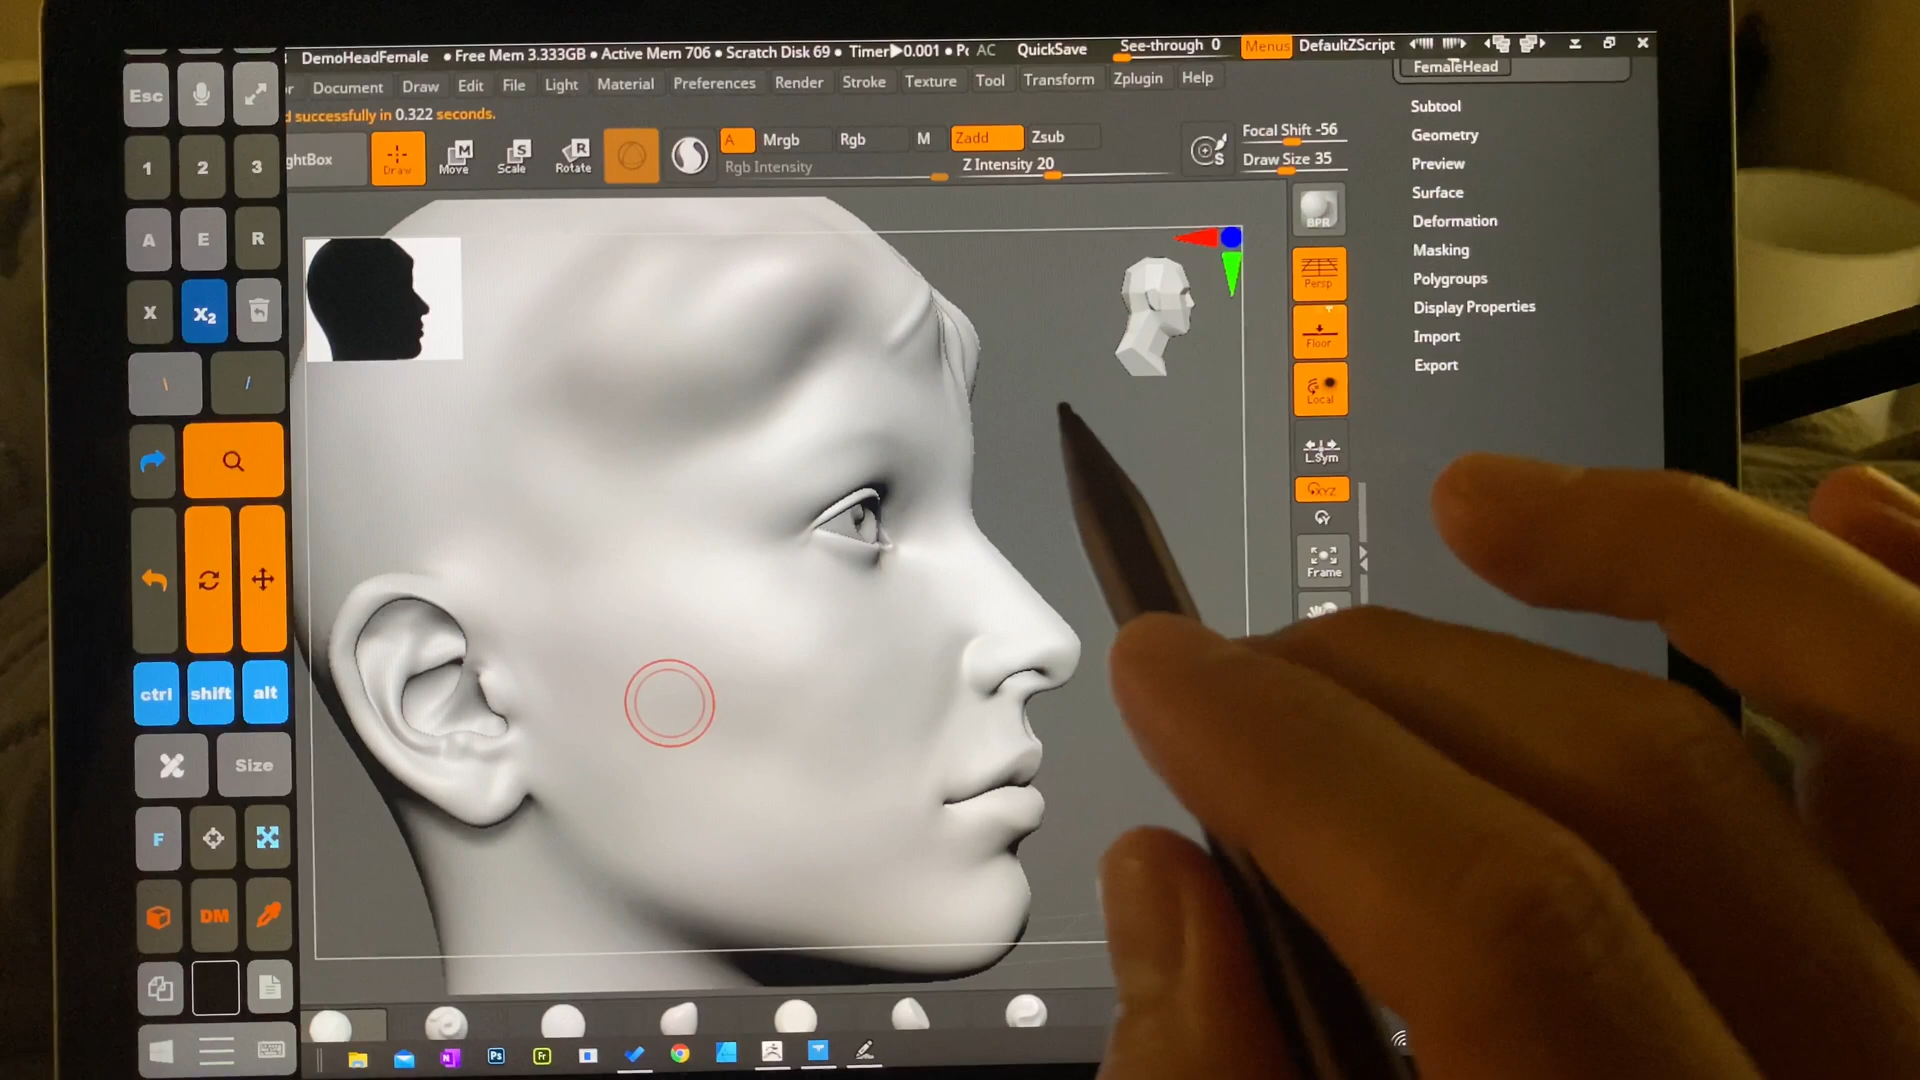 DemoHeadFemale • Free Mem 3.333GB • Active Mem 706 • Scratch Disk 69 • Timer▶0.001 • AC QuickSave See-through 0 Menus DefaultZScript
Document Draw Edit File Light Material Preferences Render Stroke Texture Tool Transform Zplugin Help
successfully in 0.322 seconds.
Draw
Move
Scale
Rotate
M
S
R
A
Mrgb
Rgb
M
Zadd
Zsub
Rgb Intensity
Z Intensity 20
S
Focal Shift -56
Draw Size 35
FemaleHead
Subtool
Geometry
Preview
Surface
Deformation
Masking
Polygroups
Display Properties
Import
Export
BPR
Persp
Floor
Local
L.Sym
XYZ
Y
Frame
Esc
1 2 3
A E R
X X₂
\ /
ctrl shift alt
Size
F
DM
N Ps Fr